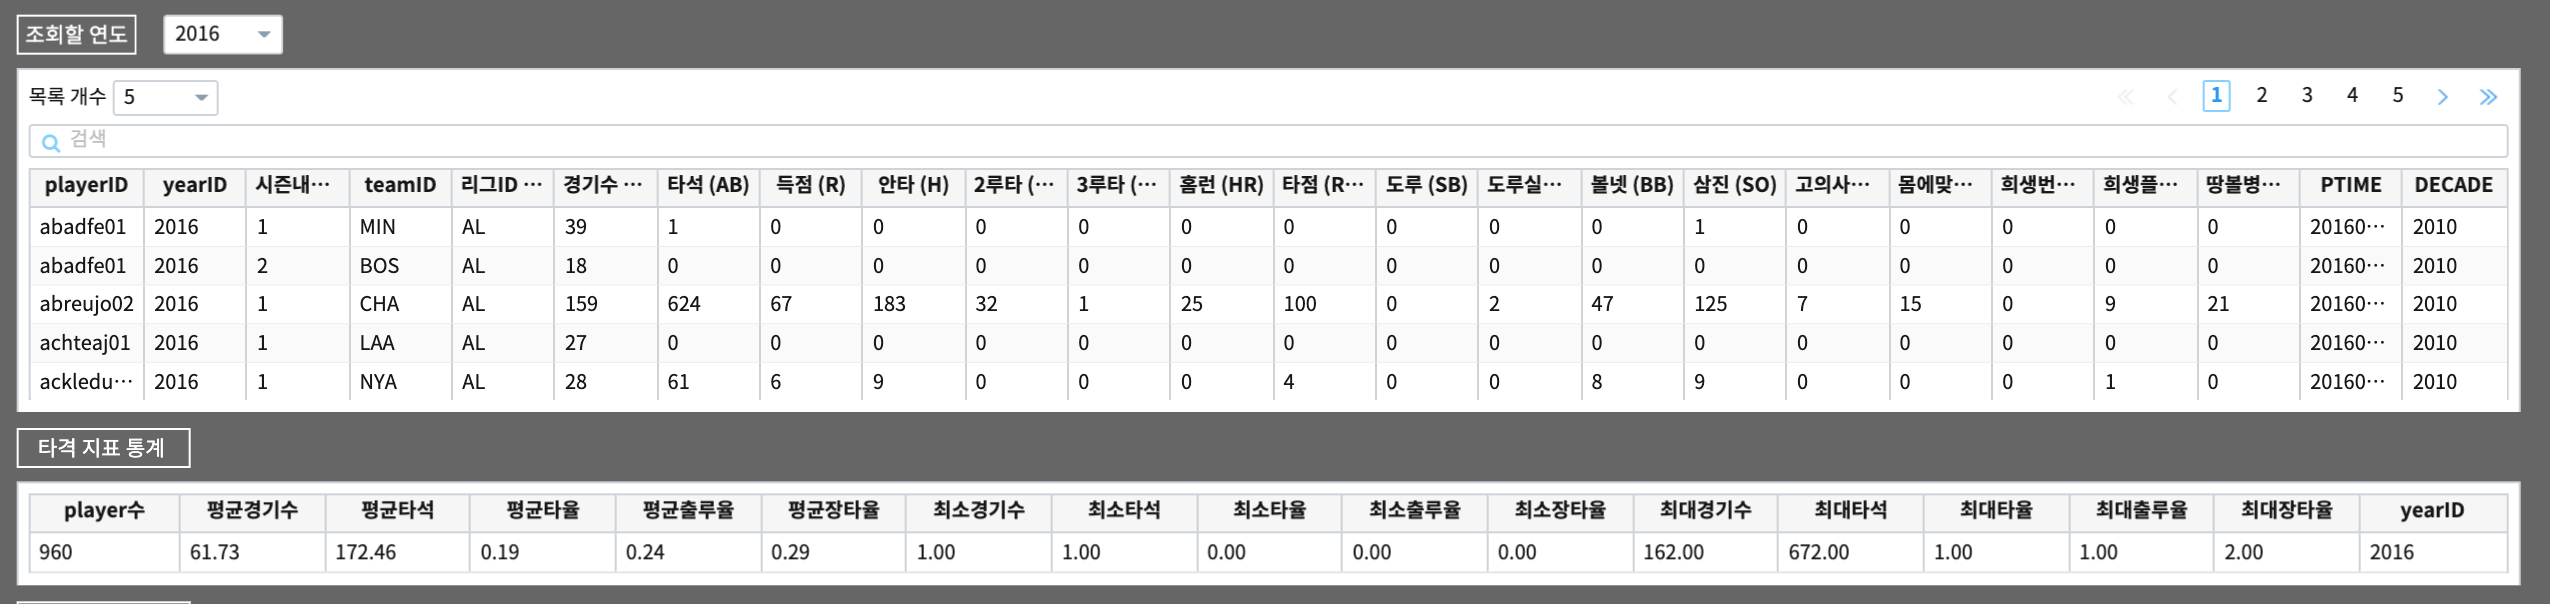 조회할 연도 2016
목록 개수 5 1 2 3 4 5
검색
playerID yearID 시즌내⋯ teamID 리그ID ⋯ 경기수 ⋯ 타석 (AB) 득점 (R) 안타 (H) 2루타 (⋯ 3루타 (⋯ 홈런 (HR) 타점 (R⋯ 도루 (SB) 도루실⋯ 볼넷 (BB) 삼진 (SO) 고의사⋯ 몸에맞⋯ 희생번⋯ 희생플⋯ 땅볼병⋯ PTIME DECADE
abadfe01 2016 1 MIN AL 39 1 0 0 0 0 0 0 0 0 0 1 0 0 0 0 0 20160⋯ 2010
abadfe01 2016 2 BOS AL 18 0 0 0 0 0 0 0 0 0 0 0 0 0 0 0 0 20160⋯ 2010
abreujo02 2016 1 CHA AL 159 624 67 183 32 1 25 100 0 2 47 125 7 15 0 9 21 20160⋯ 2010
achteaj01 2016 1 LAA AL 27 0 0 0 0 0 0 0 0 0 0 0 0 0 0 0 0 20160⋯ 2010
ackledu⋯ 2016 1 NYA AL 28 61 6 9 0 0 0 4 0 0 8 9 0 0 0 1 0 20160⋯ 2010
타격 지표 통계
player수 평균경기수 평균타석 평균타율 평균출루율 평균장타율 최소경기수 최소타석 최소타율 최소출루율 최소장타율 최대경기수 최대타석 최대타율 최대출루율 최대장타율 yearID
960 61.73 172.46 0.19 0.24 0.29 1.00 1.00 0.00 0.00 0.00 162.00 672.00 1.00 1.00 2.00 2016